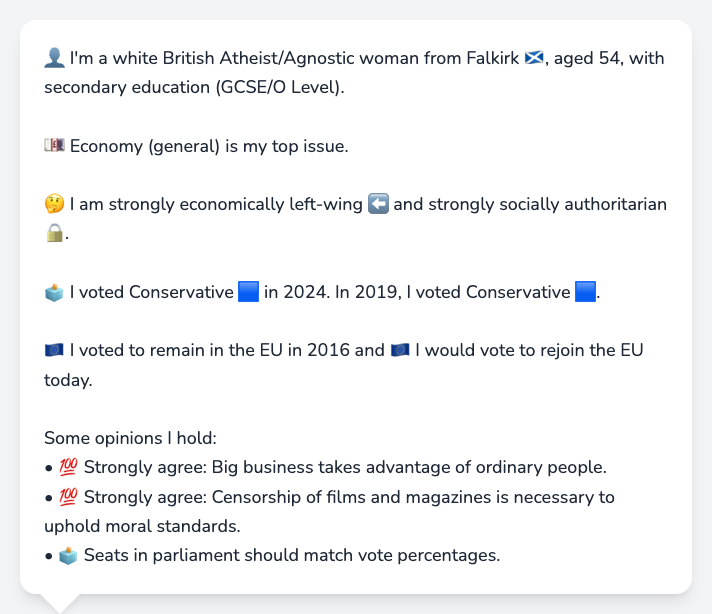 👤 I'm a white British Atheist/Agnostic woman from Falkirk 🏴󠁧󠁢󠁳󠁣󠁴󠁿, aged 54, with
secondary education (GCSE/O Level).
💷 Economy (general) is my top issue.
🤔 I am strongly economically left-wing ⬅️ and strongly socially authoritarian
🔒.
🗳️ I voted Conservative 🟦 in 2024. In 2019, I voted Conservative 🟦.
🇪🇺 I voted to remain in the EU in 2016 and 🇪🇺 I would vote to rejoin the EU
today.
Some opinions I hold:
• 💯 Strongly agree: Big business takes advantage of ordinary people.
• 💯 Strongly agree: Censorship of films and magazines is necessary to
uphold moral standards.
• 🗳️ Seats in parliament should match vote percentages.